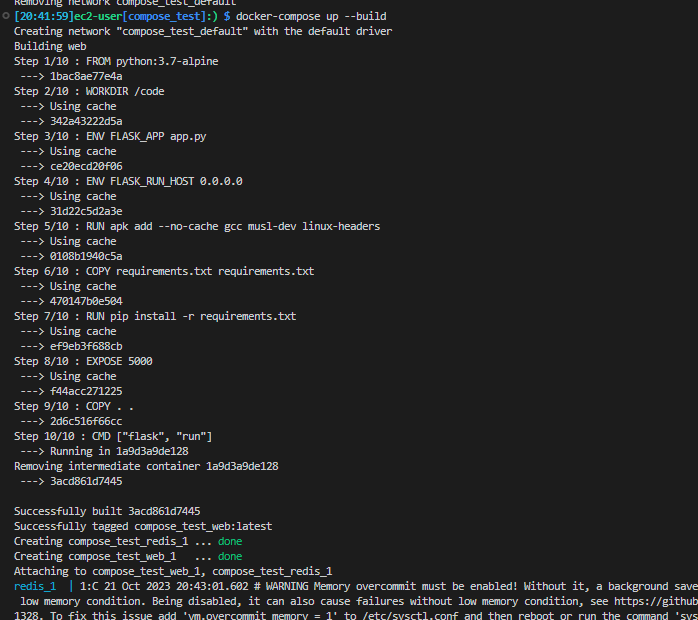 Removing network compose_test_default
[20:41:59]ec2-user[compose_test]:) $ docker-compose up --build
Creating network "compose_test_default" with the default driver
Building web
Step 1/10 : FROM python:3.7-alpine
 ---> 1bac8ae77e4a
Step 2/10 : WORKDIR /code
 ---> Using cache
 ---> 342a43222d5a
Step 3/10 : ENV FLASK_APP app.py
 ---> Using cache
 ---> ce20ecd20f06
Step 4/10 : ENV FLASK_RUN_HOST 0.0.0.0
 ---> Using cache
 ---> 31d22c5d2a3e
Step 5/10 : RUN apk add --no-cache gcc musl-dev linux-headers
 ---> Using cache
 ---> 0108b1940c5a
Step 6/10 : COPY requirements.txt requirements.txt
 ---> Using cache
 ---> 470147b0e504
Step 7/10 : RUN pip install -r requirements.txt
 ---> Using cache
 ---> ef9eb3f688cb
Step 8/10 : EXPOSE 5000
 ---> Using cache
 ---> f44acc271225
Step 9/10 : COPY . .
 ---> 2d6c516f66cc
Step 10/10 : CMD ["flask", "run"]
 ---> Running in 1a9d3a9de128
Removing intermediate container 1a9d3a9de128
 ---> 3acd861d7445
Successfully built 3acd861d7445
Successfully tagged compose_test_web:latest
Creating compose_test_redis_1 ... done
Creating compose_test_web_1   ... done
Attaching to compose_test_web_1, compose_test_redis_1
redis_1  | 1:C 21 Oct 2023 20:43:01.602 # WARNING Memory overcommit must be enabled! Without it, a background save
 low memory condition. Being disabled, it can also cause failures without low memory condition, see https://github
1328. To fix this issue add 'vm.overcommit_memory = 1' to /etc/sysctl.conf and then reboot or run the command 'sys